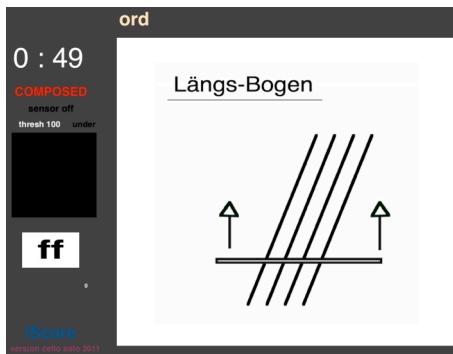 ord
0 : 49
COMPOSED
sensor off
thresh 100 under
ff
0
iScore
version cello solo 2011
Längs-Bogen